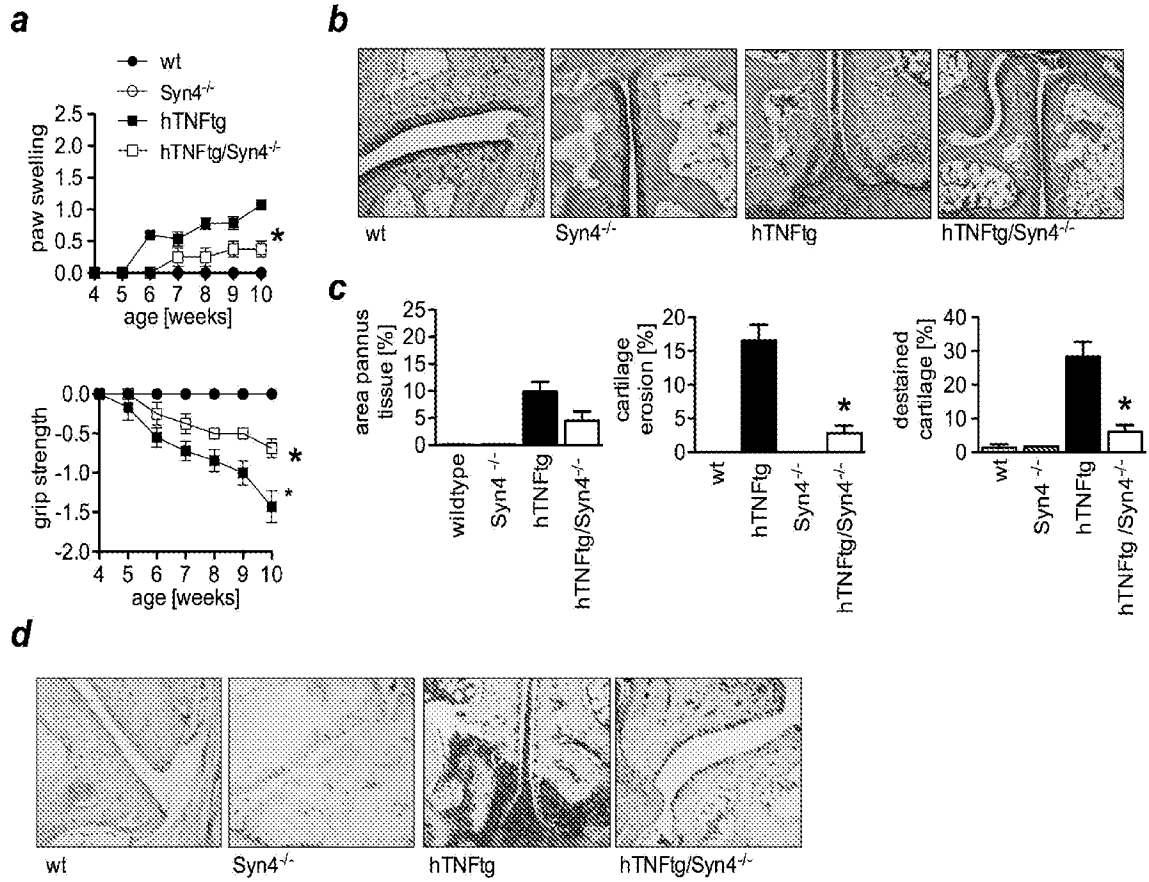 a
wt
Syn4-/-
hTNFtg
hTNFtg/Syn4-/-
paw swelling
2.5
2.0
1.5
1.0
0.5
0.0
*
4 5 6 7 8 9 10
age [weeks]
grip strength
0.0
-0.5
-1.0
-1.5
-2.0
*
*
4 5 6 7 8 9 10
age [weeks]
b
wt
Syn4-/-
hTNFtg
hTNFtg/Syn4-/-
c
area pannus
tissue [%]
25
20
15
10
5
0
wildtype
Syn4 -/-
hTNFtg
hTNFtg/Syn4-/-
cartilage
erosion [%]
20
15
10
5
0
*
wt
hTNFtg
Syn4 -/-
hTNFtg/Syn4-/-
destained
cartilage [%]
40
30
20
10
0
*
wt
Syn4 -/-
hTNFtg
hTNFtg /Syn4-/-
d
wt
Syn4-/-
hTNFtg
hTNFtg/Syn4-/-